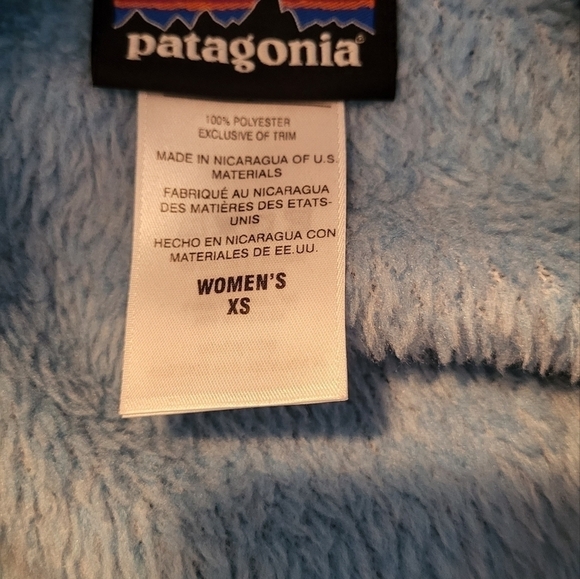 patagonia®
100% POLYESTER
EXCLUSIVE OF TRIM
MADE IN NICARAGUA OF U.S.
MATERIALS
FABRIQUÉ AU NICARAGUA
DES MATIÈRES DES ETATS-
UNIS
HECHO EN NICARAGUA CON
MATERIALES DE EE.UU.
WOMEN'S
XS